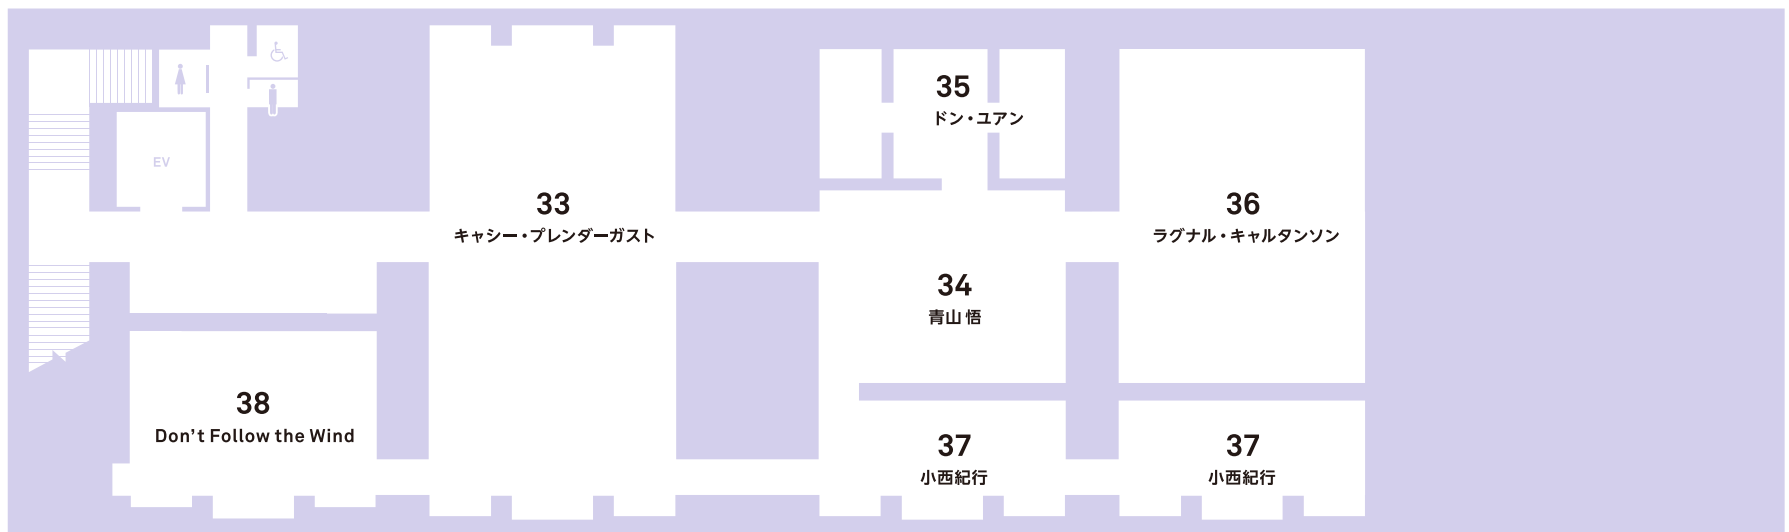 EV
33
キャシー・プレンダーガスト
35
ドン・ユアン
34
青山 悟
36
ラグナル・キャルタンソン
37
小西紀行
37
小西紀行
38
Don't Follow the Wind